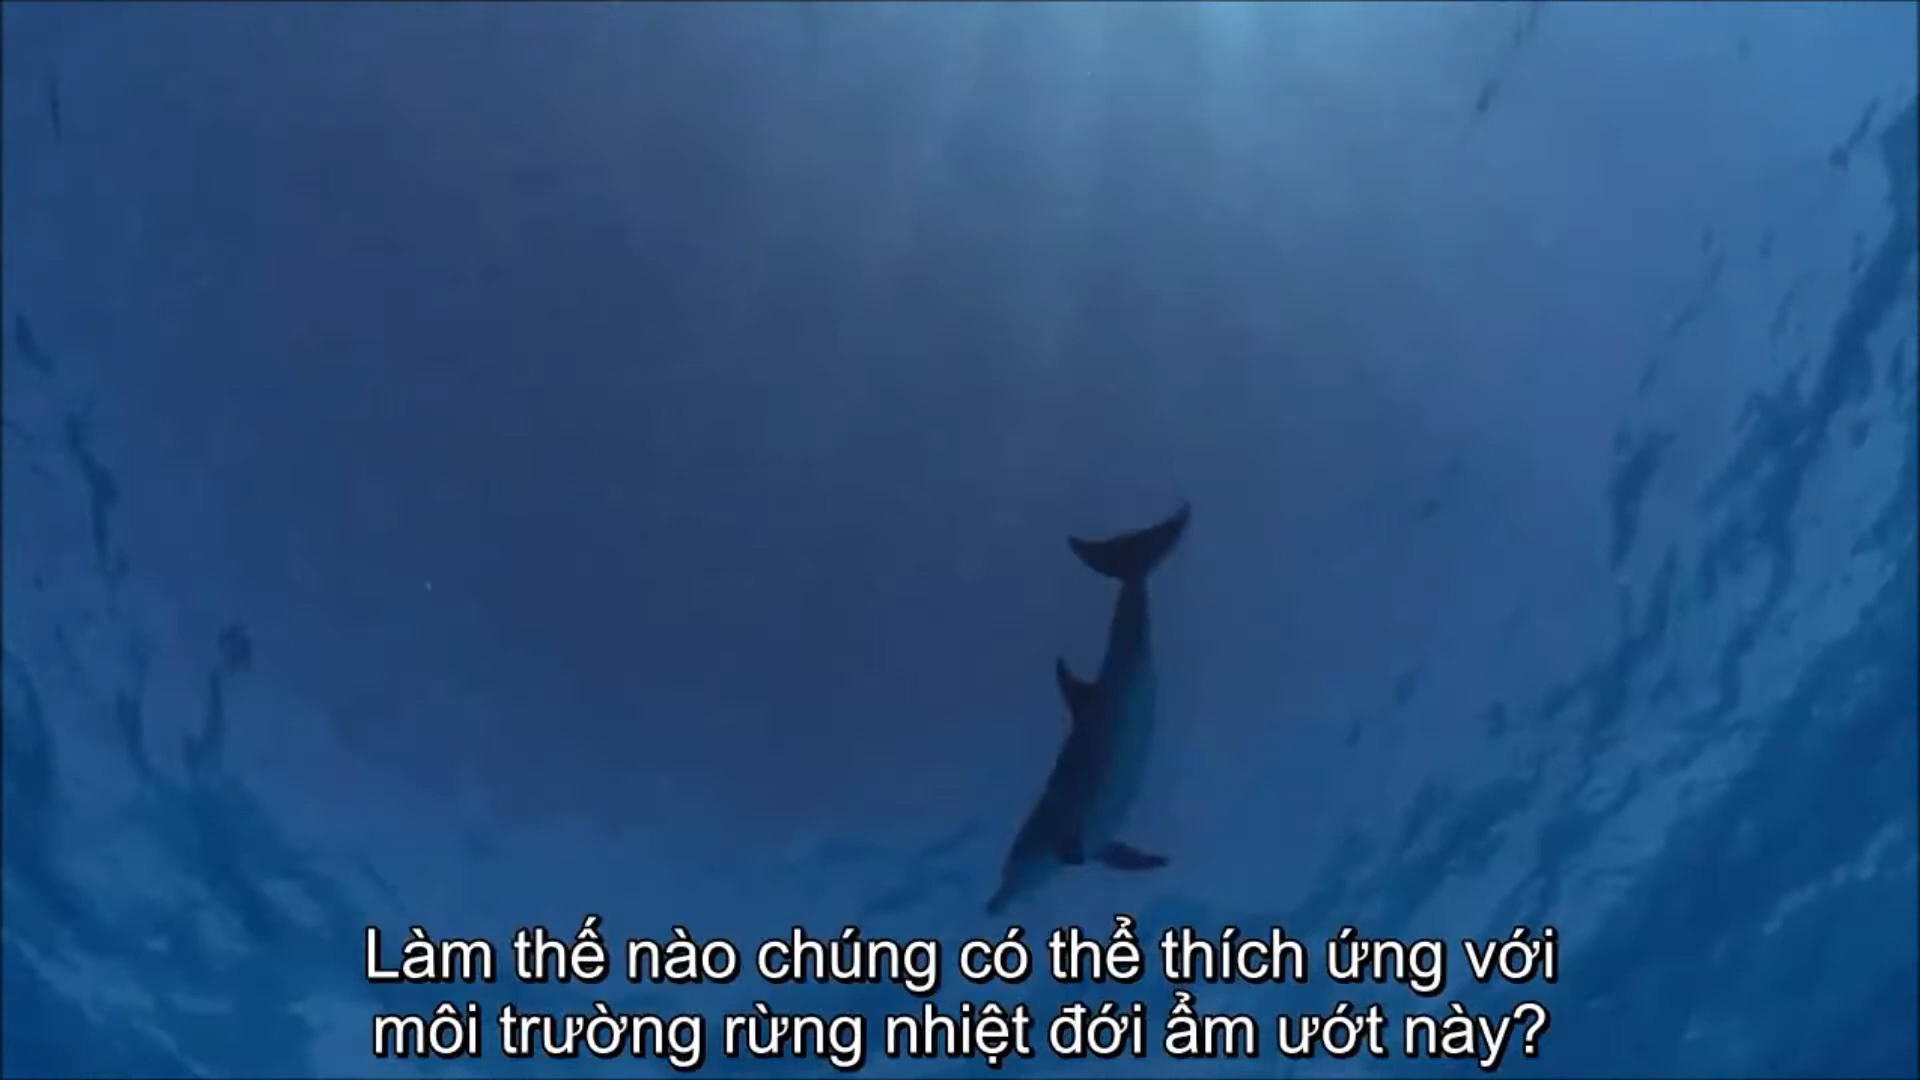 Làm thế nào chúng có thể thích ứng với
môi trường rừng nhiệt đới ẩm ướt này?